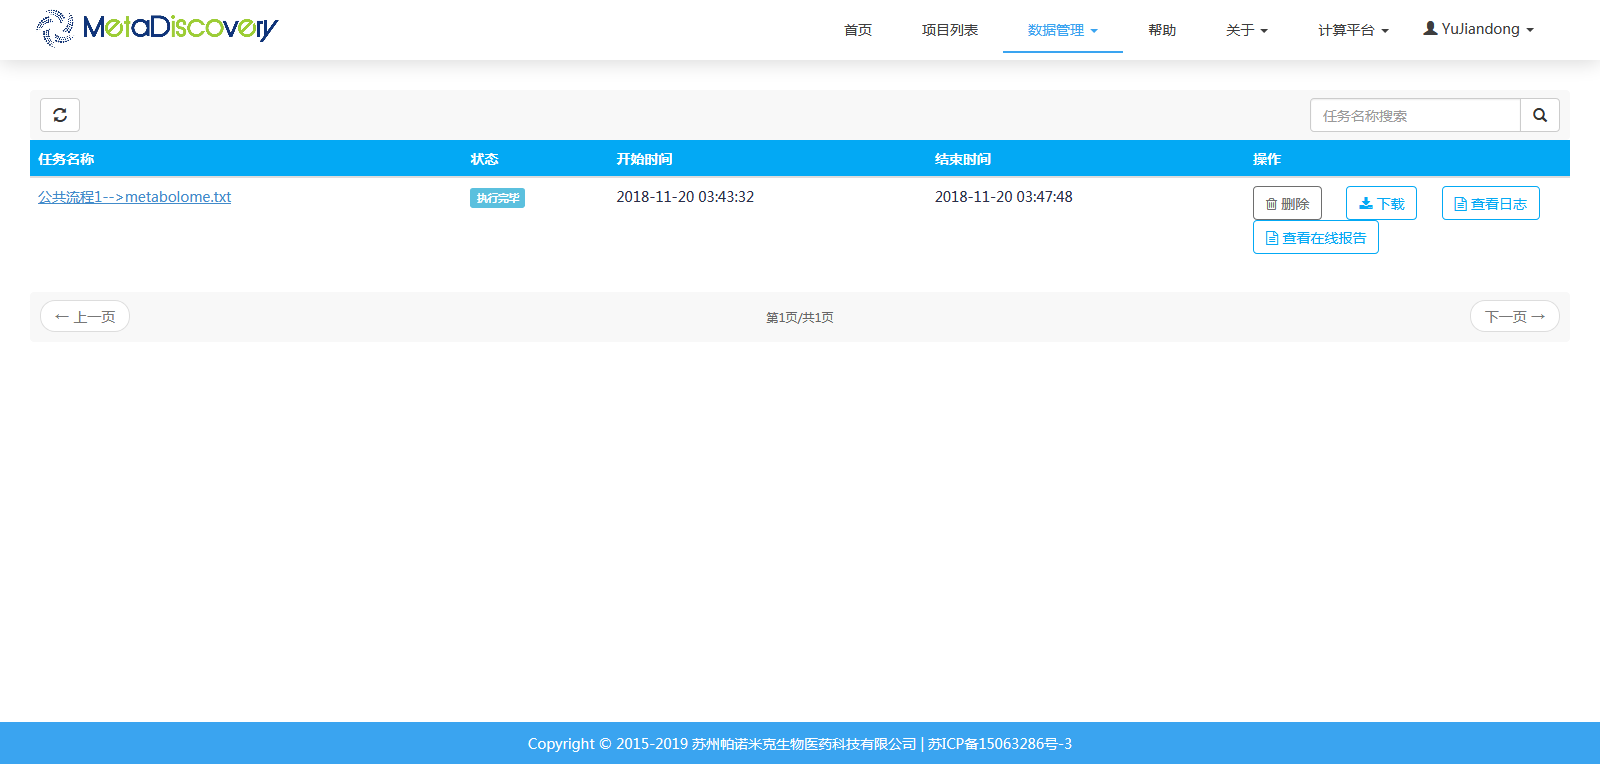 MetaDiscovery
首页 项目列表 数据管理 帮助 关于 计算平台 YuJiandong
任务名称搜索
任务名称 状态 开始时间 结束时间 操作
公共流程1-->metabolome.txt 执行完毕 2018-11-20 03:43:32 2018-11-20 03:47:48 删除 下载 查看日志
查看在线报告
← 上一页 第1页/共1页 下一页 →
Copyright © 2015-2019 苏州帕诺米克生物医药科技有限公司 | 苏ICP备15063286号-3